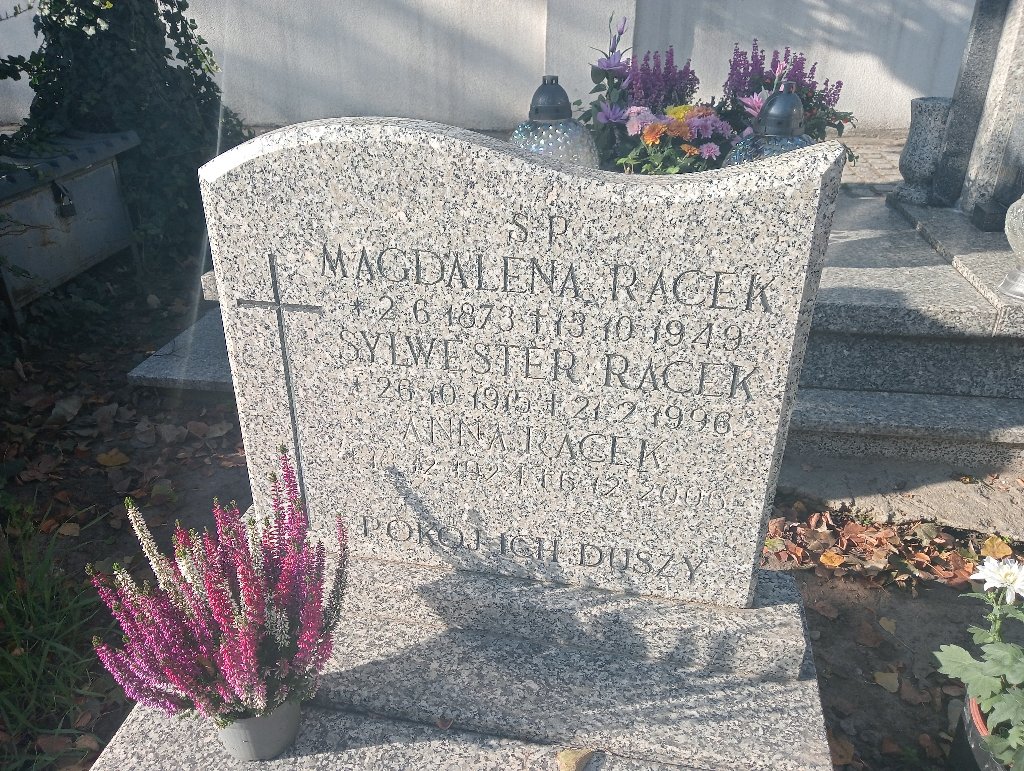 Ś P
MAGDALENA RACEK
* 2 6 1873 † 13 10 1949
SYLWESTER RACEK
* 26 10 1915 † 21 2 1996
ANNA RACEK
2006
POKÓJ ICH DUSZY